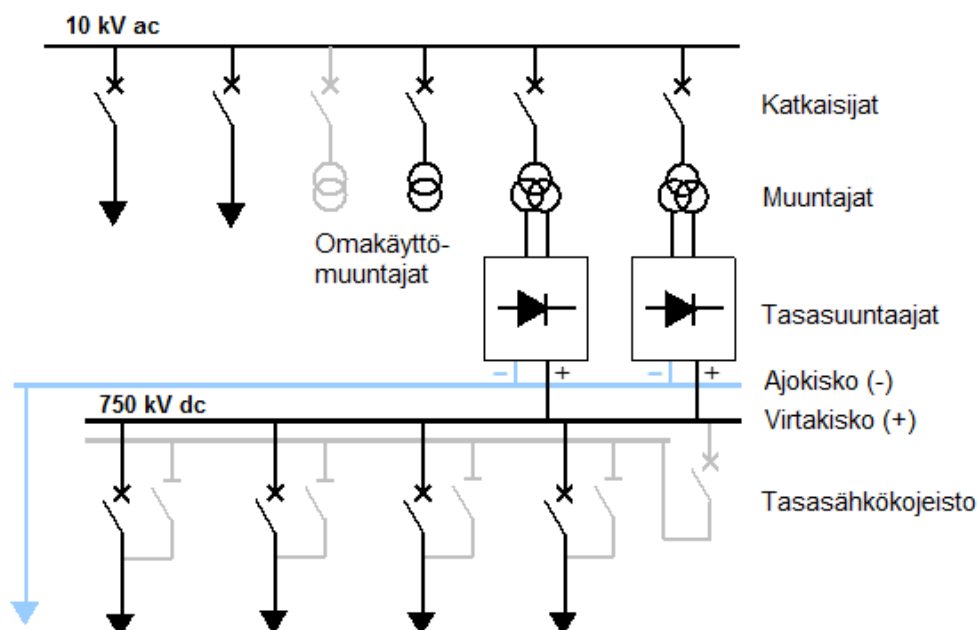 10 kV ac
Katkaisijat
Muuntajat
Omakäyttö-
muuntajat
Tasasuuntaajat
− + − +
Ajokisko (-)
750 kV dc
Virtakisko (+)
Tasasähkökojeisto